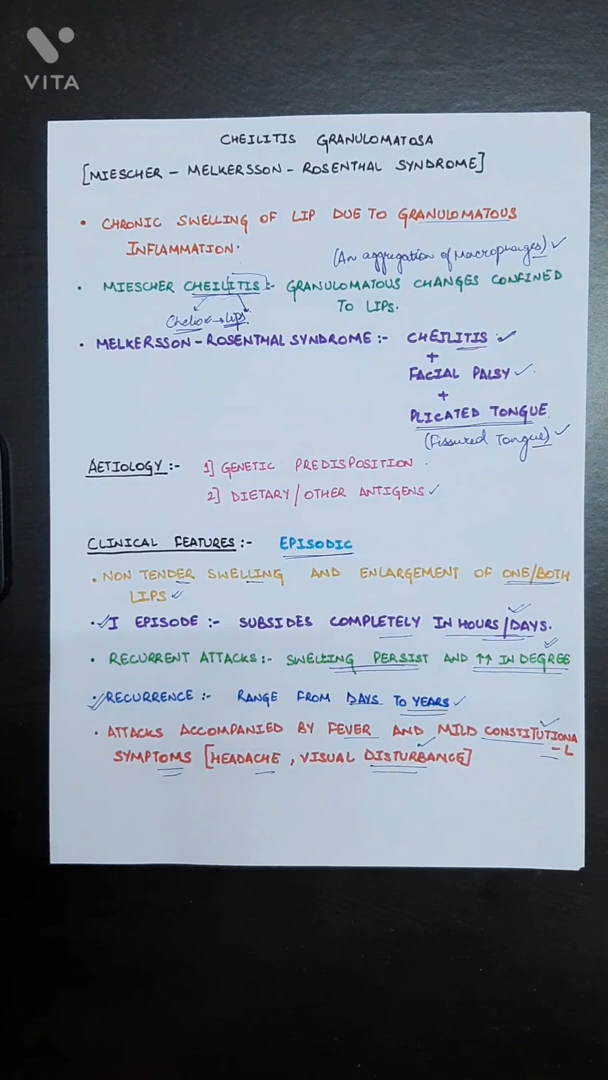 VITA
CHEILITIS GRANULOMATOSA
[MIESCHER - MELKERSSON - ROSENTHAL SYNDROME]
• CHRONIC SWELLING OF LIP DUE TO GRANULOMATOUS
INFLAMMATION.
(An aggregation of Macrophages) ✓
• MIESCHER CHEILITIS :- GRANULOMATOUS CHANGES CONFINED
TO LIPS.
→ Lips
• MELKERSSON-ROSENTHAL SYNDROME :- CHEILITIS ✓
+
FACIAL PALSY ✓
+
PLICATED TONGUE
(Fissured Tongue) ✓
AETIOLOGY :- 1] GENETIC PREDISPOSITION
2] DIETARY/OTHER ANTIGENS ✓
CLINICAL FEATURES :- EPISODIC
• NON TENDER SWELLING AND ENLARGEMENT OF ONE/BOTH
LIPS ✓
• ✓ I EPISODE :- SUBSIDES COMPLETELY IN HOURS/DAYS. ✓
• RECURRENT ATTACKS :- SWELLING PERSIST AND ↑↑ IN DEGREE ✓
• ✓ RECURRENCE :- RANGE FROM DAYS TO YEARS ✓
• ATTACKS ACCOMPANIED BY FEVER AND MILD CONSTITUTIONA
-L
SYMPTOMS [HEADACHE, VISUAL DISTURBANCE]